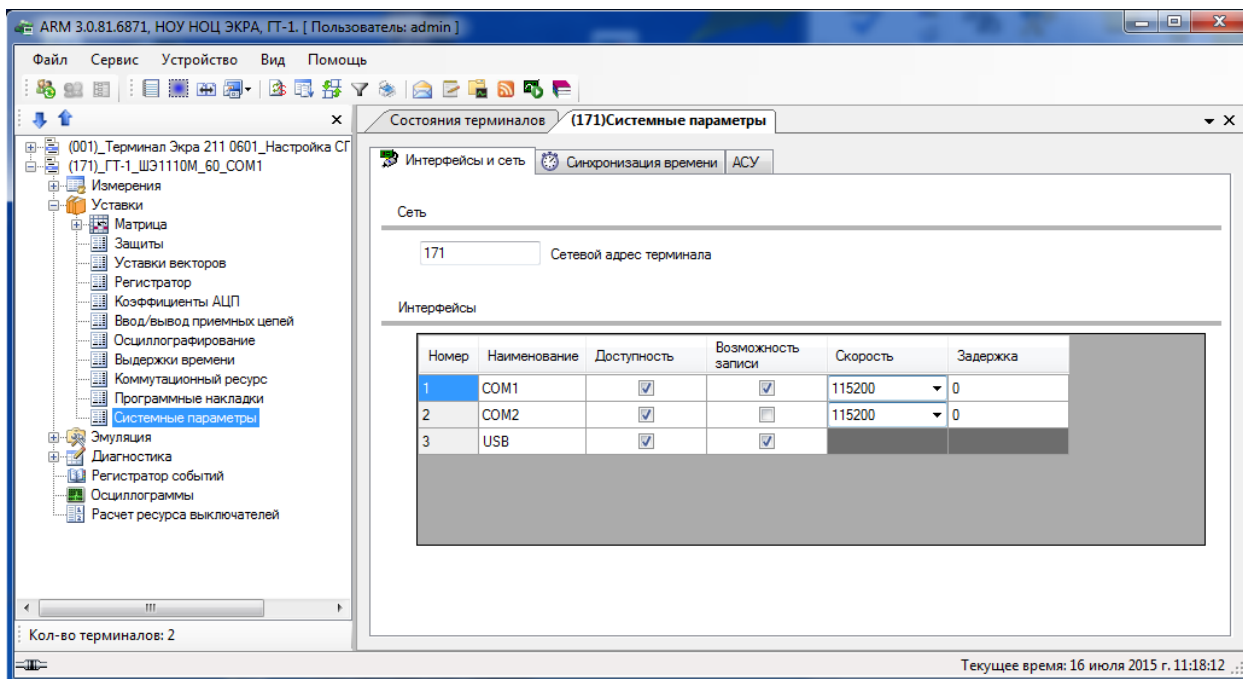 ARM 3.0.81.6871, НОУ НОЦ ЭКРА, ГТ-1. [ Пользователь: admin ]
Файл Сервис Устройство Вид Помощь
Состояния терминалов (171)Системные параметры
(001)_Терминал Экра 211 0601_Настройка СГ
(171)_ГТ-1_ШЭ1110М_60_COM1
Измерения
Уставки
Матрица
Защиты
Уставки векторов
Регистратор
Коэффициенты АЦП
Ввод/вывод приемных цепей
Осциллографирование
Выдержки времени
Коммутационный ресурс
Программные накладки
Системные параметры
Эмуляция
Диагностика
Регистратор событий
Осциллограммы
Расчет ресурса выключателей
Кол-во терминалов: 2
Интерфейсы и сеть Синхронизация времени АСУ
Сеть
171 Сетевой адрес терминала
Интерфейсы
Номер Наименование Доступность Возможность записи Скорость Задержка
1 COM1 115200 0
2 COM2 115200 0
3 USB
Текущее время: 16 июля 2015 г. 11:18:12